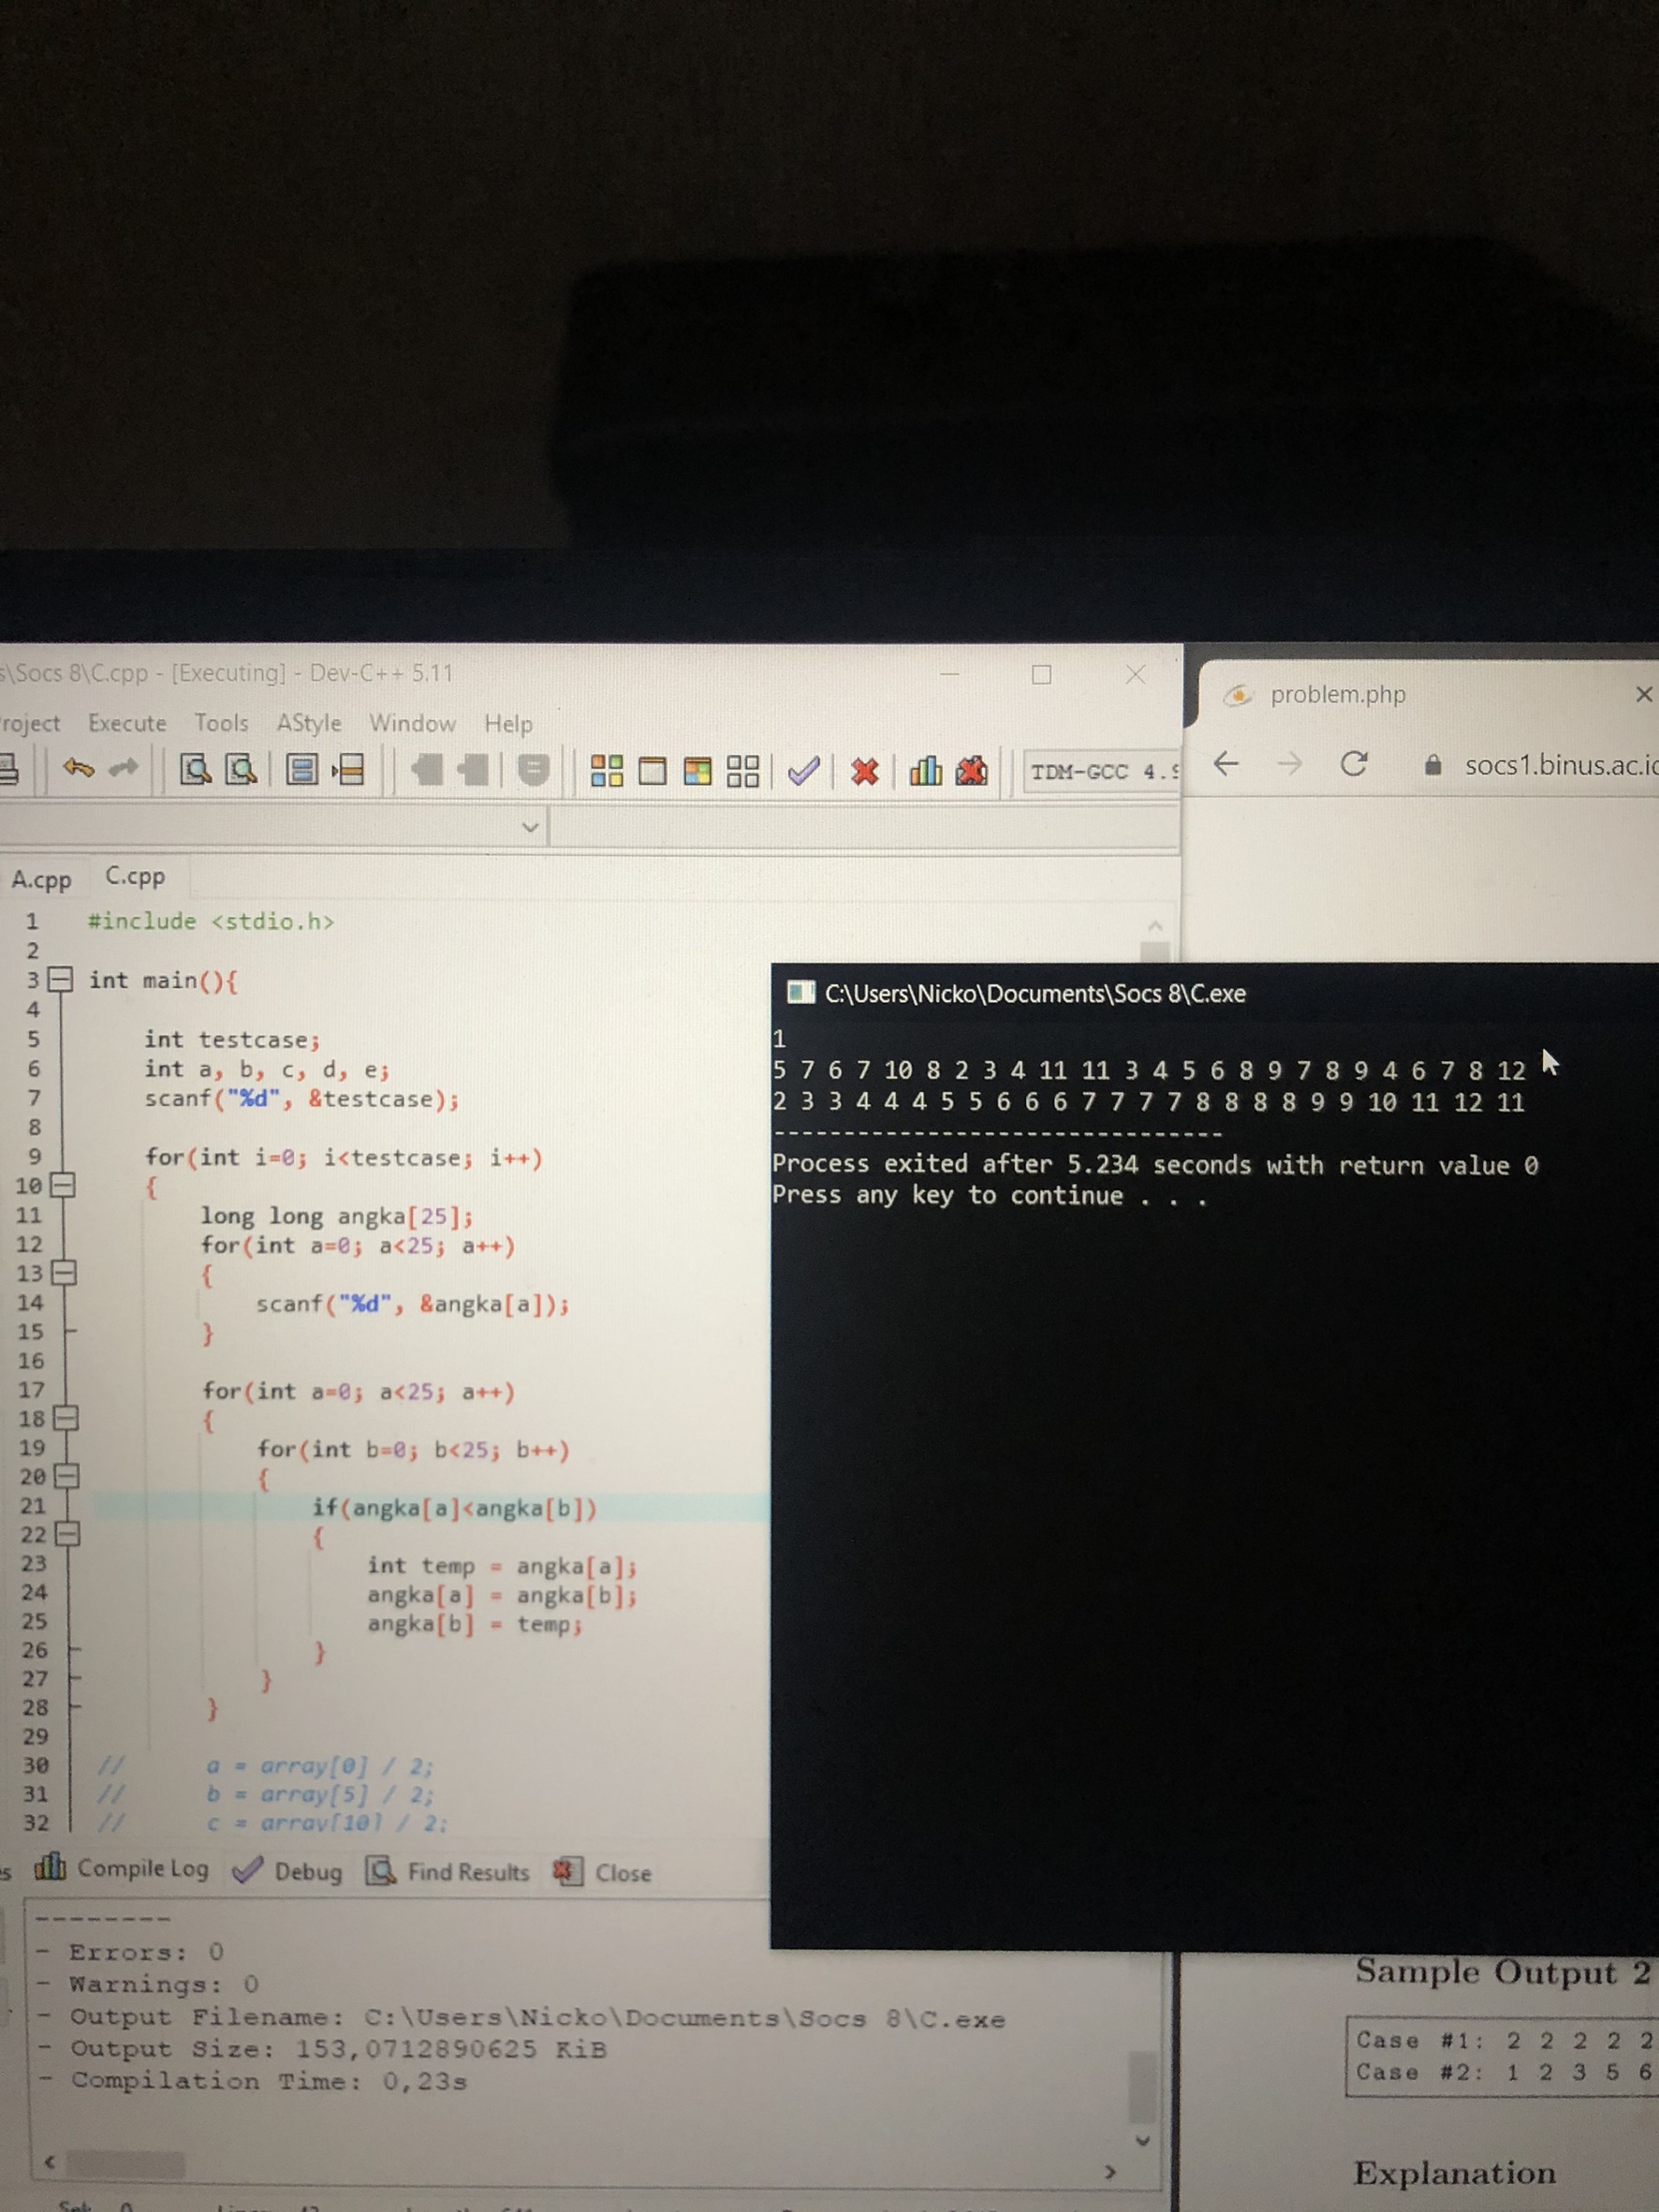 s\Socs 8\C.cpp - [Executing] - Dev-C++ 5.11
roject Execute Tools AStyle Window Help
TDM-GCC 4.9
A.cpp C.cpp
1 #include <stdio.h>
2
3 int main(){
4
5 int testcase;
6 int a, b, c, d, e;
7 scanf("%d", &testcase);
8
9 for(int i=0; i<testcase; i++)
10 {
11 long long angka[25];
12 for(int a=0; a<25; a++)
13 {
14 scanf("%d", &angka[a]);
15 }
16
17 for(int a=0; a<25; a++)
18 {
19 for(int b=0; b<25; b++)
20 {
21 if(angka[a]<angka[b])
22 {
23 int temp = angka[a];
24 angka[a] = angka[b];
25 angka[b] = temp;
26 }
27 }
28 }
29
30 // a = array[0] / 2;
31 // b = array[5] / 2;
32 // c = array[10] / 2;
s Compile Log Debug Find Results Close
--------
- Errors: 0
- Warnings: 0
- Output Filename: C:\Users\Nicko\Documents\Socs 8\C.exe
- Output Size: 153,0712890625 KiB
- Compilation Time: 0,23s
problem.php
socs1.binus.ac.id
C:\Users\Nicko\Documents\Socs 8\C.exe
1
5 7 6 7 10 8 2 3 4 11 11 3 4 5 6 8 9 7 8 9 4 6 7 8 12
2 3 3 4 4 4 5 5 6 6 6 7 7 7 7 8 8 8 8 9 9 10 11 12 11
--------------------------------
Process exited after 5.234 seconds with return value 0
Press any key to continue . . .
Sample Output 2
Case #1: 2 2 2 2 2
Case #2: 1 2 3 5 6
Explanation